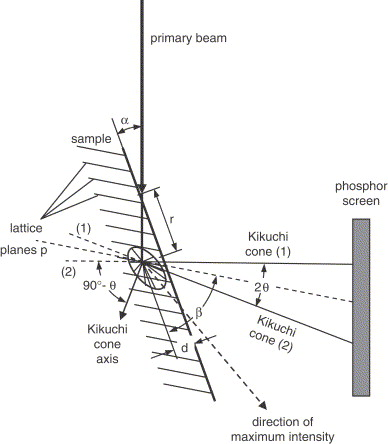 primary beam
α
sample
r
phosphor
screen
lattice
planes p
(1)
(2)
Kikuchi
cone (1)
2θ
90°- θ
β
Kikuchi
cone (2)
Kikuchi
cone
axis
d
direction of
maximum intensity